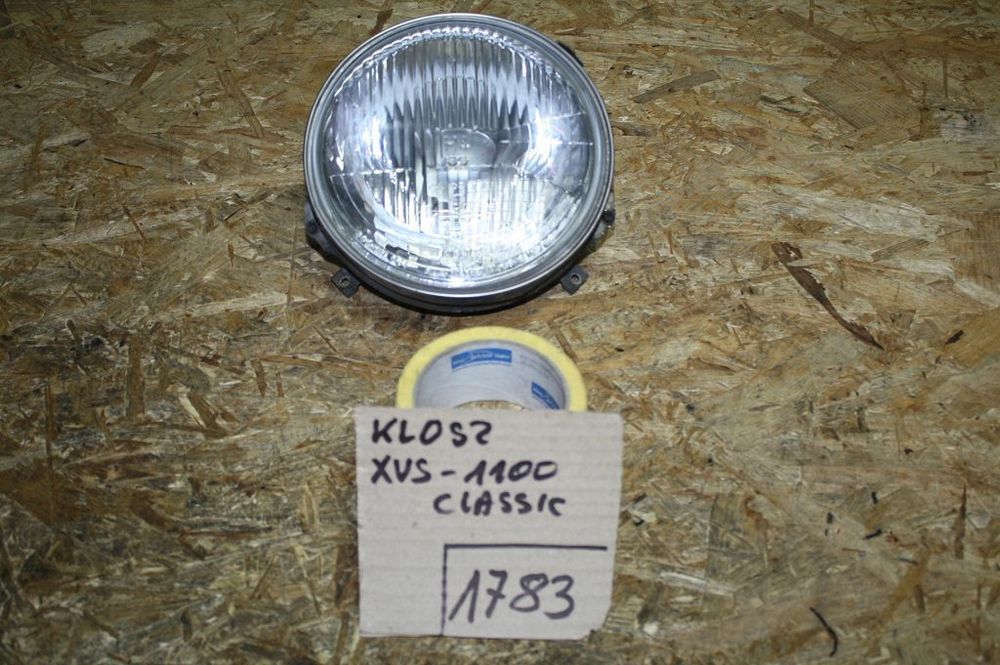 KLOSZ
XVS-1100
CLASSIC
1783